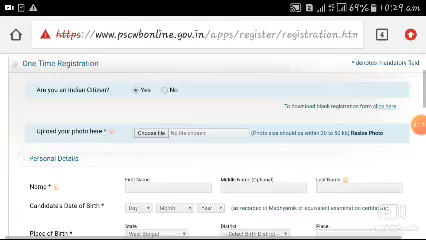 69% 10:29 am
https://www.pscwbonline.gov.in/apps/register/registration.htm
4
One Time Registration
* denotes mandatory field
Are you an Indian Citizen? Yes No
To download blank registration form click here
Upload your photo here * Choose file No file chosen (Photo size should be within 20 to 50 kb) Resize Photo
Personal Details
First Name Middle Name (Optional) Last Name
Name *
Candidate's Date of Birth * Day Month Year (as recorded in Madhyamik or equivalent examination certificate)
State District Place
Place of Birth * West Bengal --Select Birth District--